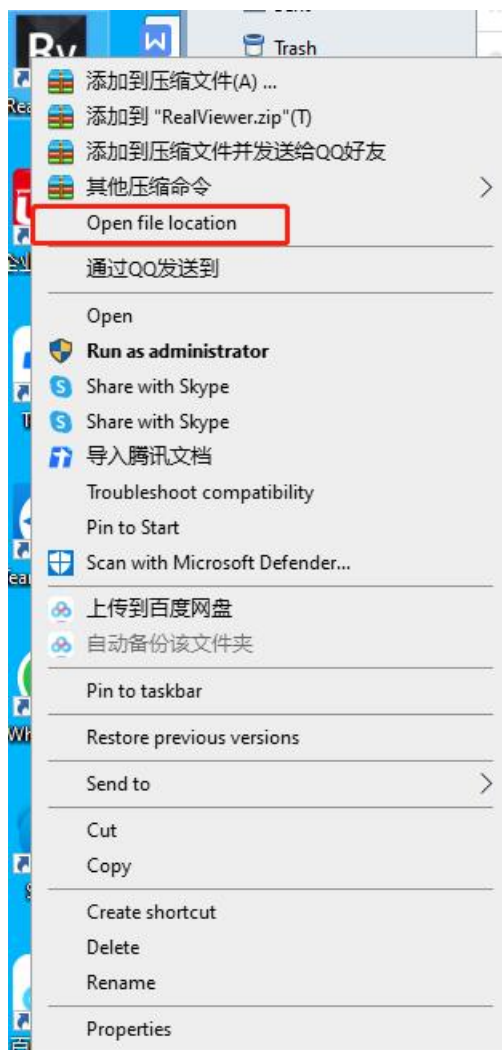 Rv
Trash
添加到压缩文件(A) ...
添加到 "RealViewer.zip"(T)
添加到压缩文件并发送给QQ好友
其他压缩命令
Open file location
通过QQ发送到
Open
Run as administrator
Share with Skype
Share with Skype
导入腾讯文档
Troubleshoot compatibility
Pin to Start
Scan with Microsoft Defender...
上传到百度网盘
自动备份该文件夹
Pin to taskbar
Restore previous versions
Send to
Cut
Copy
Create shortcut
Delete
Rename
Properties